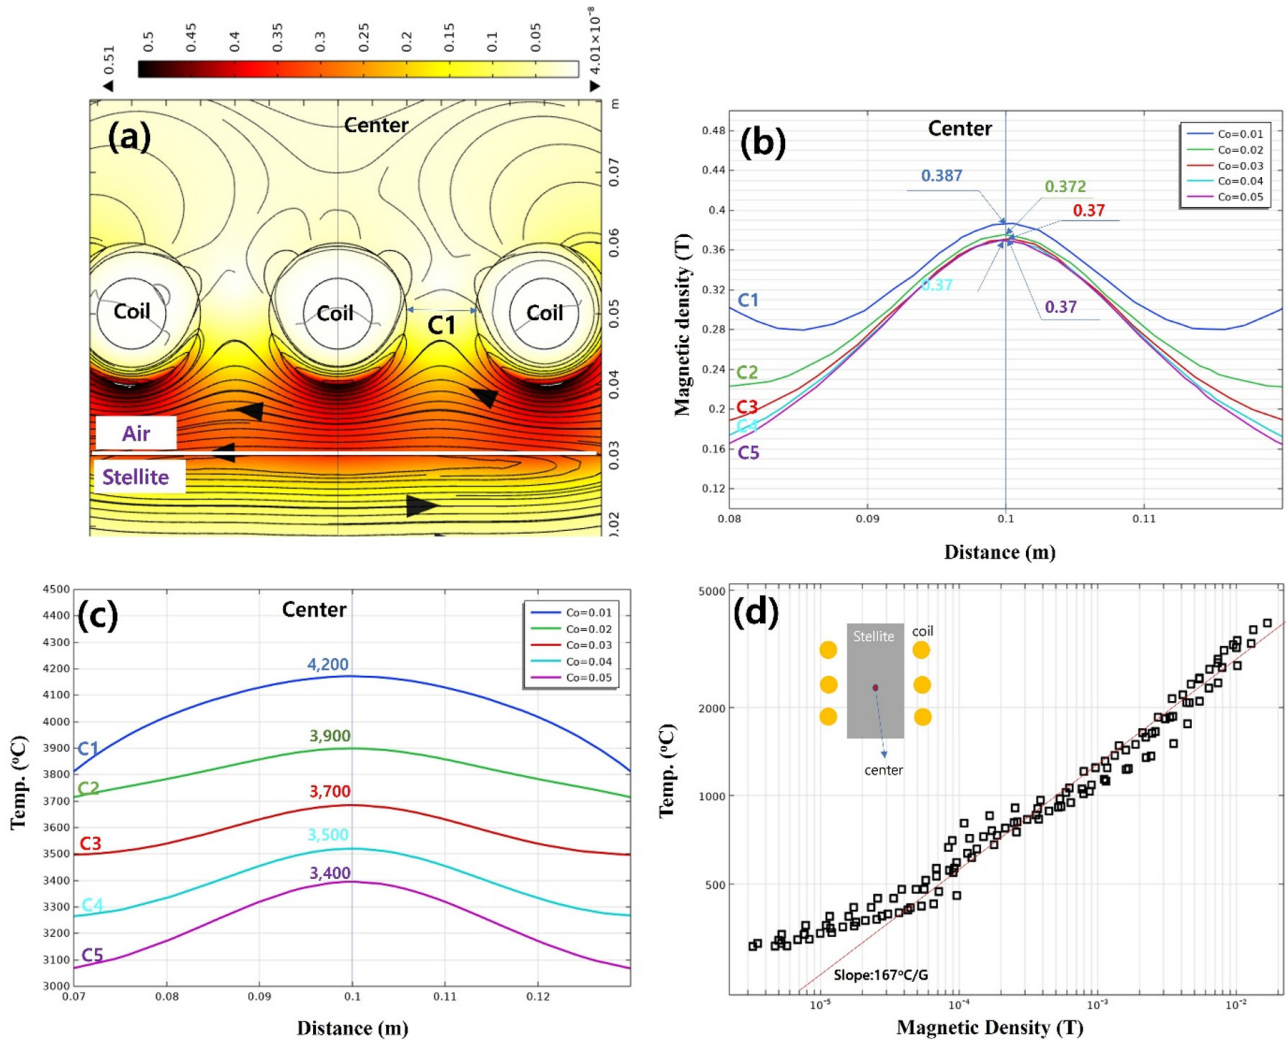 0.51
0.5
0.45
0.4
0.35
0.3
0.25
0.2
0.15
0.1
0.05
4.01×10⁻⁸
(a)
Center
m
0.07
0.06
0.05
0.04
0.03
0.02
Coil
Coil
Coil
C1
Air
Stellite
(b)
Center
Co=0.01
Co=0.02
Co=0.03
Co=0.04
Co=0.05
0.387
0.372
0.37
0.37
0.37
C1
C2
C3
C4
C5
Magnetic density (T)
0.48
0.44
0.4
0.36
0.32
0.28
0.24
0.2
0.16
0.12
0.08
0.09
0.1
0.11
Distance (m)
(c)
Center
Co=0.01
Co=0.02
Co=0.03
Co=0.04
Co=0.05
4,200
3,900
3,700
3,500
3,400
C1
C2
C3
C4
C5
Temp. (ºC)
4500
4400
4300
4200
4100
4000
3900
3800
3700
3600
3500
3400
3300
3200
3100
3000
0.07
0.08
0.09
0.1
0.11
0.12
Distance (m)
(d)
Stellite
coil
center
Slope:167ºC/G
Temp. (ºC)
5000
2000
1000
500
10⁻⁵
10⁻⁴
10⁻³
10⁻²
Magnetic Density (T)